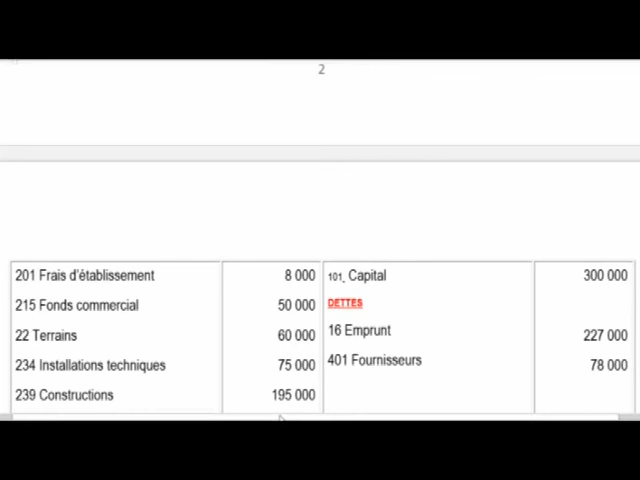 2
201 Frais d'établissement 8 000 101_ Capital 300 000
215 Fonds commercial 50 000 DETTES
22 Terrains 60 000 16 Emprunt 227 000
234 Installations techniques 75 000 401 Fournisseurs 78 000
239 Constructions 195 000